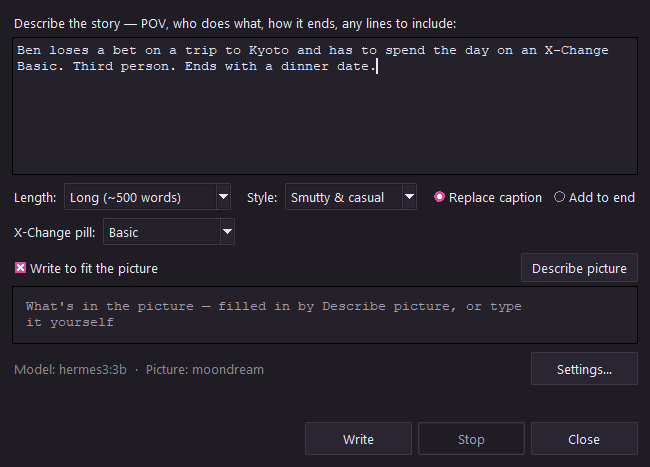 Describe the story — POV, who does what, how it ends, any lines to include:
Ben loses a bet on a trip to Kyoto and has to spend the day on an X-Change
Basic. Third person. Ends with a dinner date.
Length: Long (~500 words) Style: Smutty & casual Replace caption Add to end
X-Change pill: Basic
Write to fit the picture Describe picture
What's in the picture — filled in by Describe picture, or type
it yourself
Model: hermes3:3b · Picture: moondream Settings...
Write Stop Close